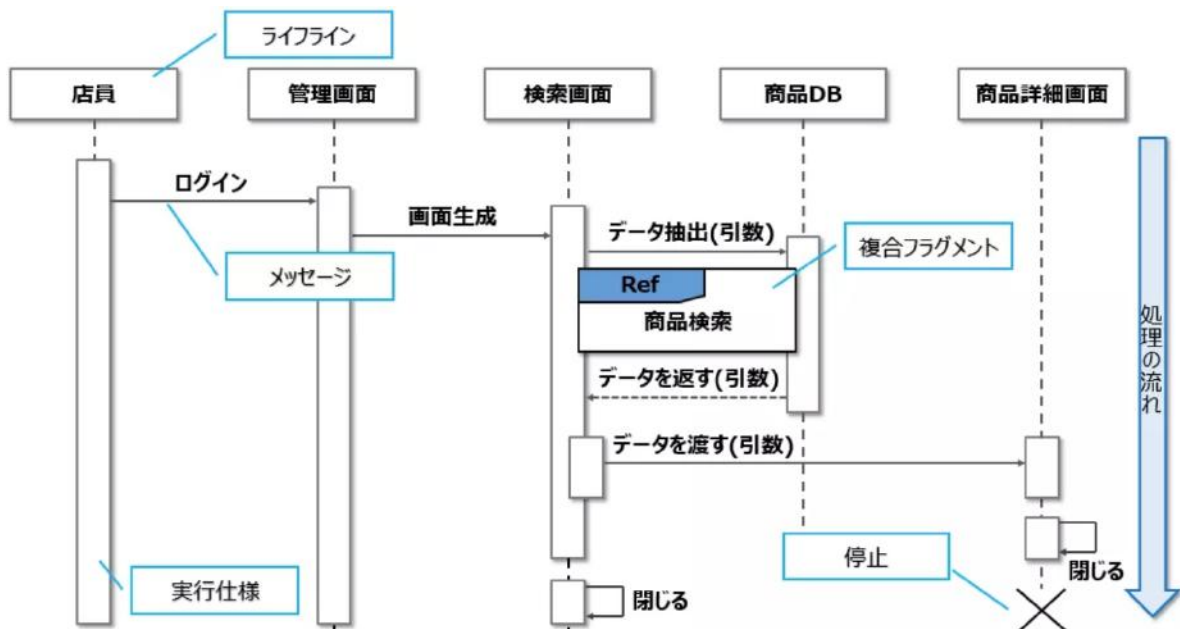 ライフライン
店員
管理画面
検索画面
商品DB
商品詳細画面
ログイン
画面生成
データ抽出(引数)
複合フラグメント
メッセージ
Ref
商品検索
処理の流れ
データを返す(引数)
データを渡す(引数)
停止
閉じる
実行仕様
閉じる